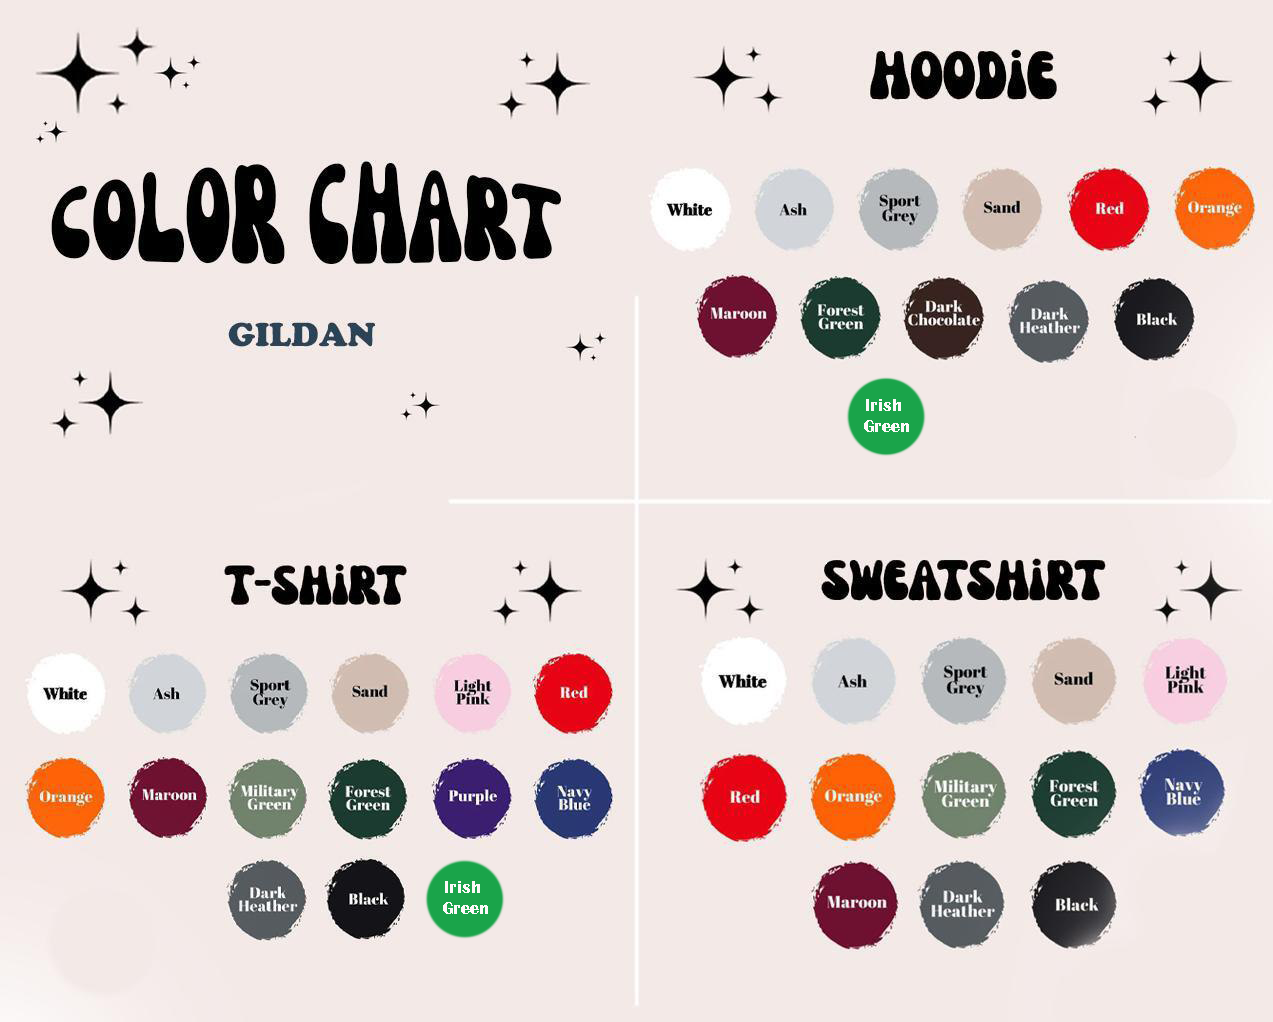 COLOR CHART
GILDAN
HOODiE
White
Ash
Sport
Grey
Sand
Red
Orange
Maroon
Forest
Green
Dark
Chocolate
Dark
Heather
Black
Irish
Green
T-SHiRT
White
Ash
Sport
Grey
Sand
Light
Pink
Red
Orange
Maroon
Military
Green
Forest
Green
Purple
Navy
Blue
Dark
Heather
Black
Irish
Green
SWEATSHiRT
White
Ash
Sport
Grey
Sand
Light
Pink
Red
Orange
Military
Green
Forest
Green
Navy
Blue
Maroon
Dark
Heather
Black